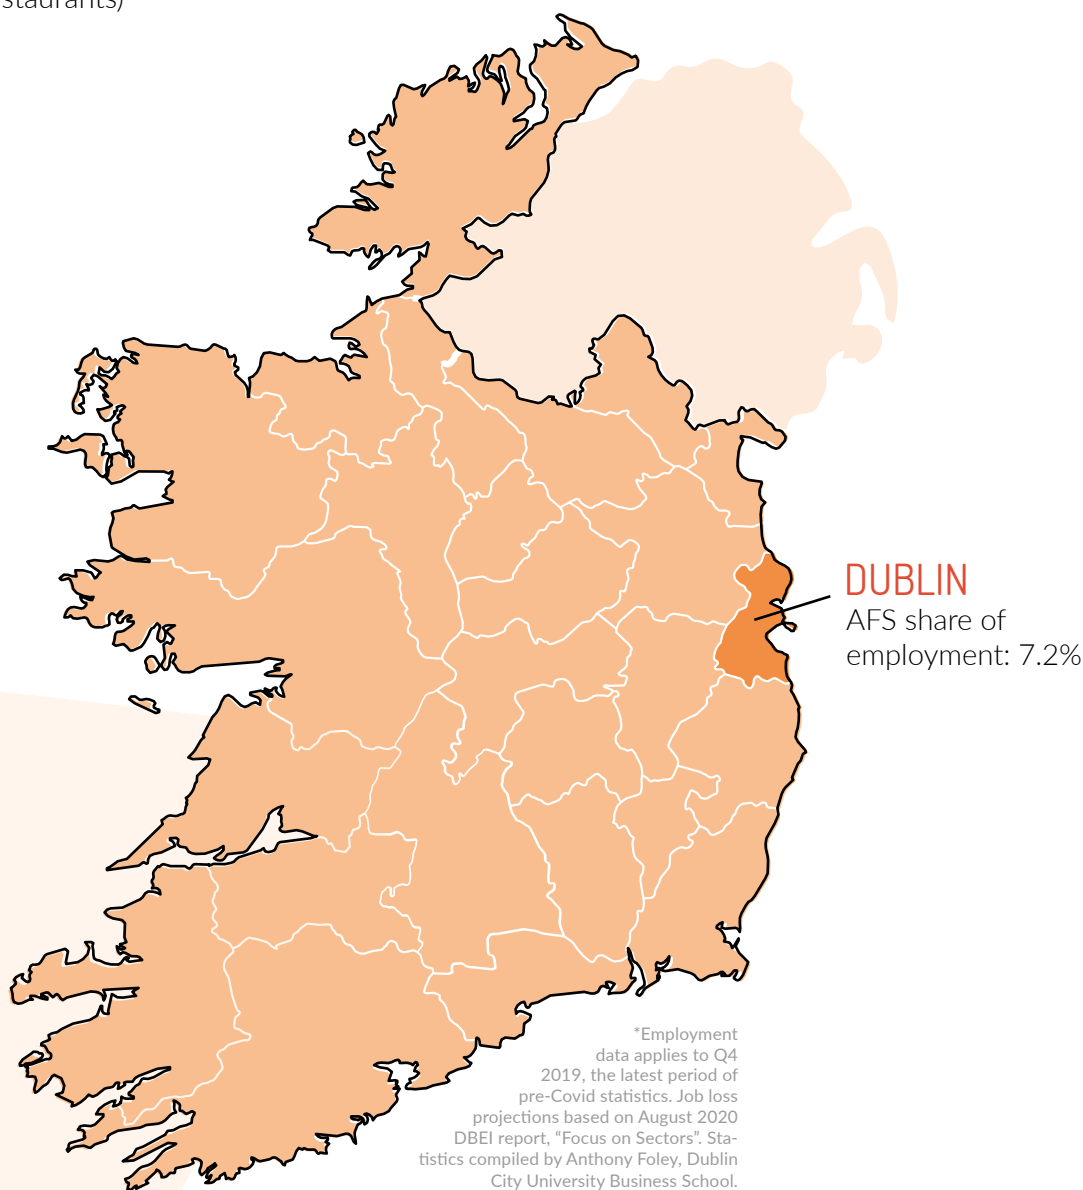 staurants)
DUBLIN
AFS share of
employment: 7.2%
*Employment
data applies to Q4
2019, the latest period of
pre-Covid statistics. Job loss
projections based on August 2020
DBEI report, “Focus on Sectors”. Sta-
tistics compiled by Anthony Foley, Dublin
City University Business School.